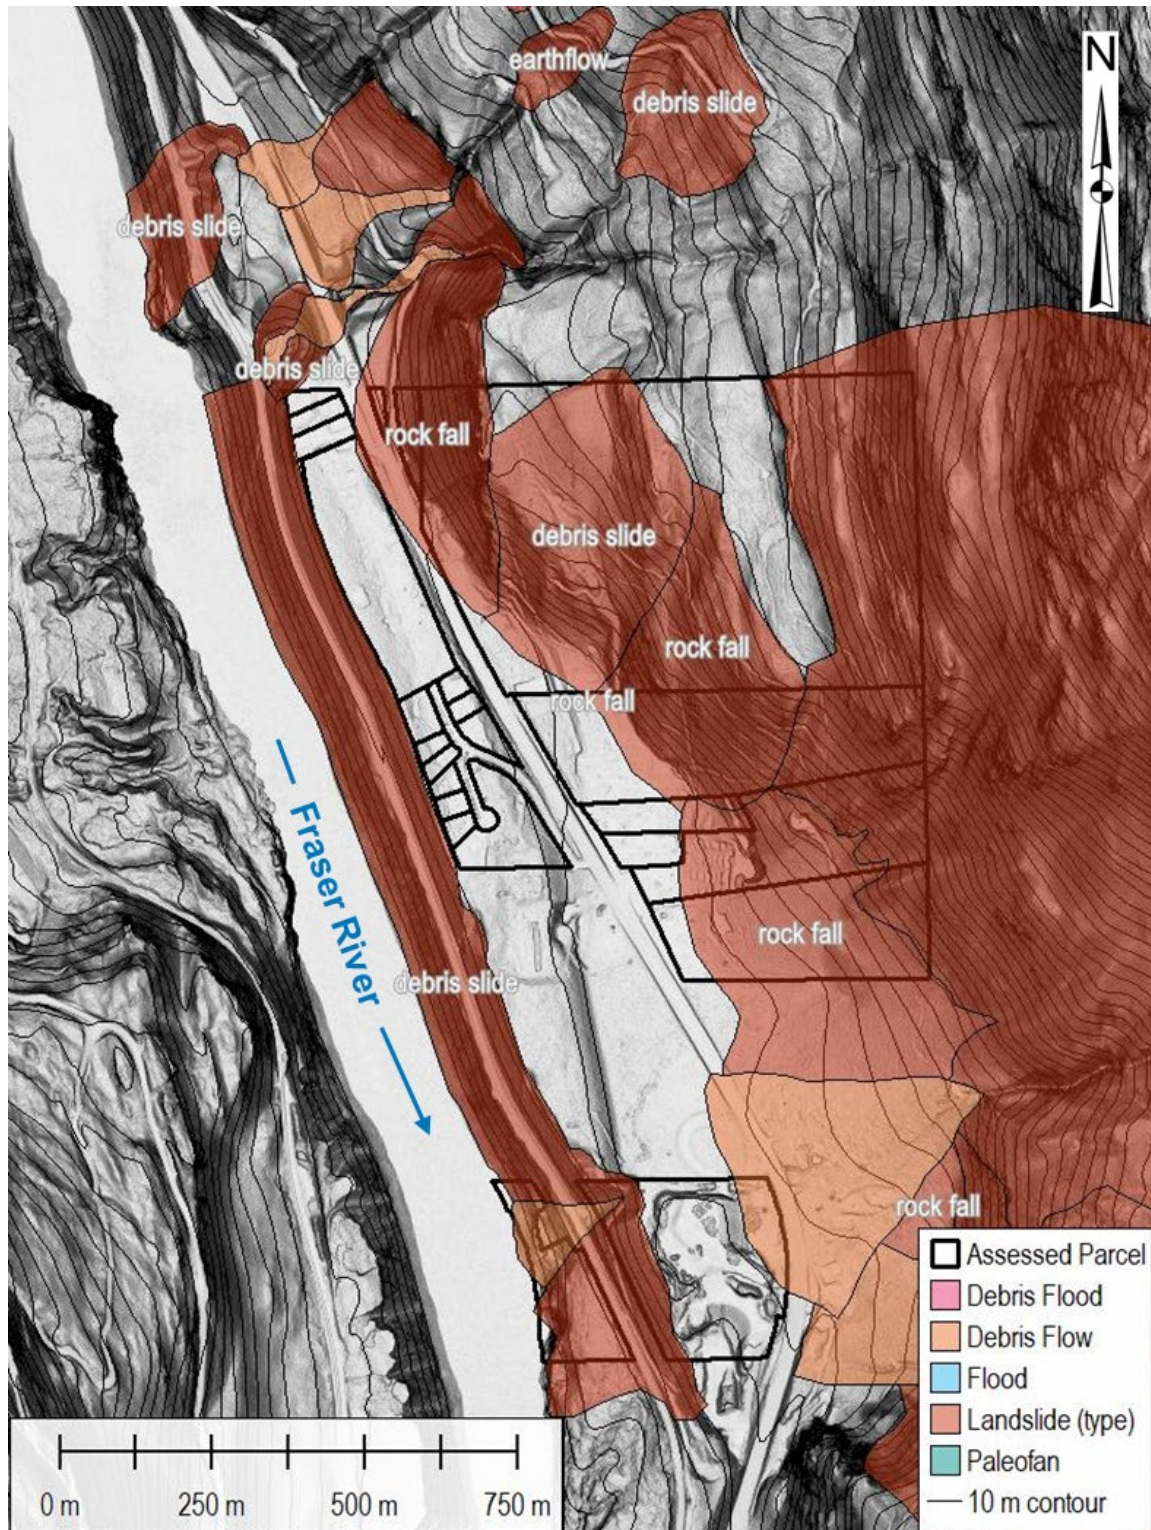 N
earthflow
debris slide
debris slide
debris slide
rock fall
debris slide
rock fall
rock fall
Fraser River
rock fall
debris slide
rock fall
Assessed Parcel
Debris Flood
Debris Flow
Flood
Landslide (type)
Paleofan
10 m contour
0 m 250 m 500 m 750 m